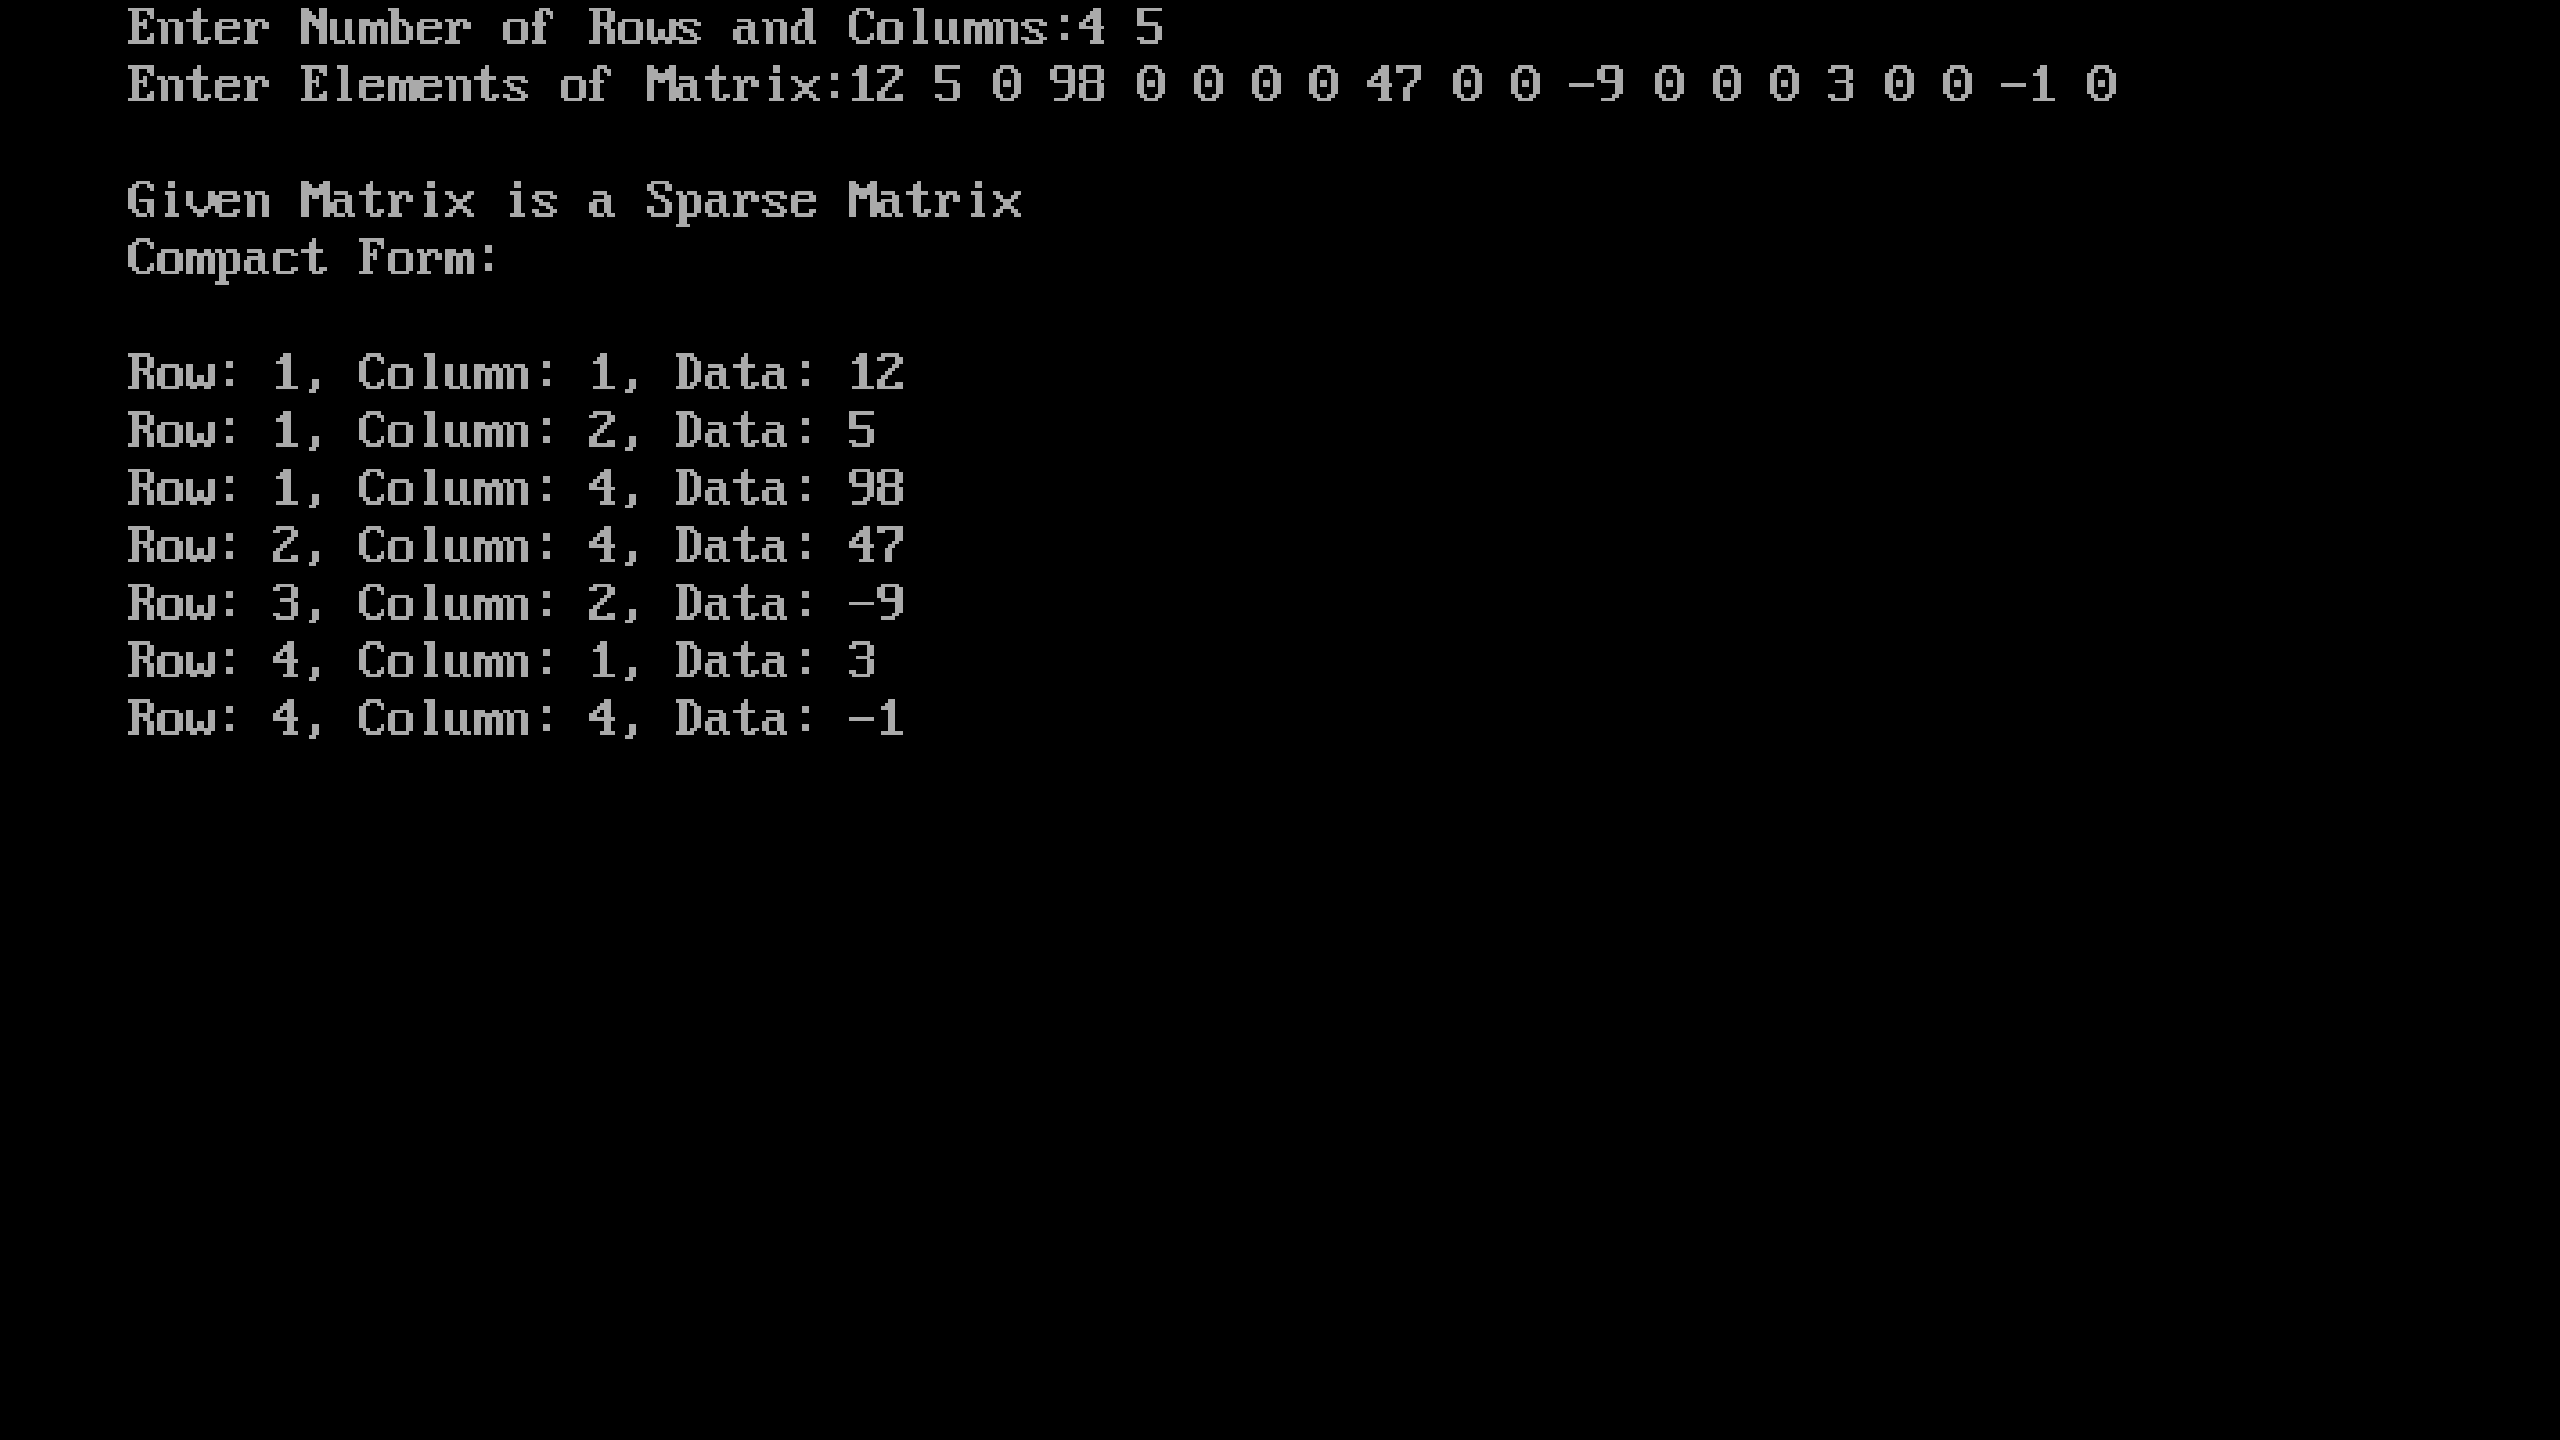 Enter Number of Rows and Columns:4 5
Enter Elements of Matrix:12 5 0 98 0 0 0 0 47 0 0 -9 0 0 0 3 0 0 -1 0
Given Matrix is a Sparse Matrix
Compact Form:
Row: 1, Column: 1, Data: 12
Row: 1, Column: 2, Data: 5
Row: 1, Column: 4, Data: 98
Row: 2, Column: 4, Data: 47
Row: 3, Column: 2, Data: -9
Row: 4, Column: 1, Data: 3
Row: 4, Column: 4, Data: -1